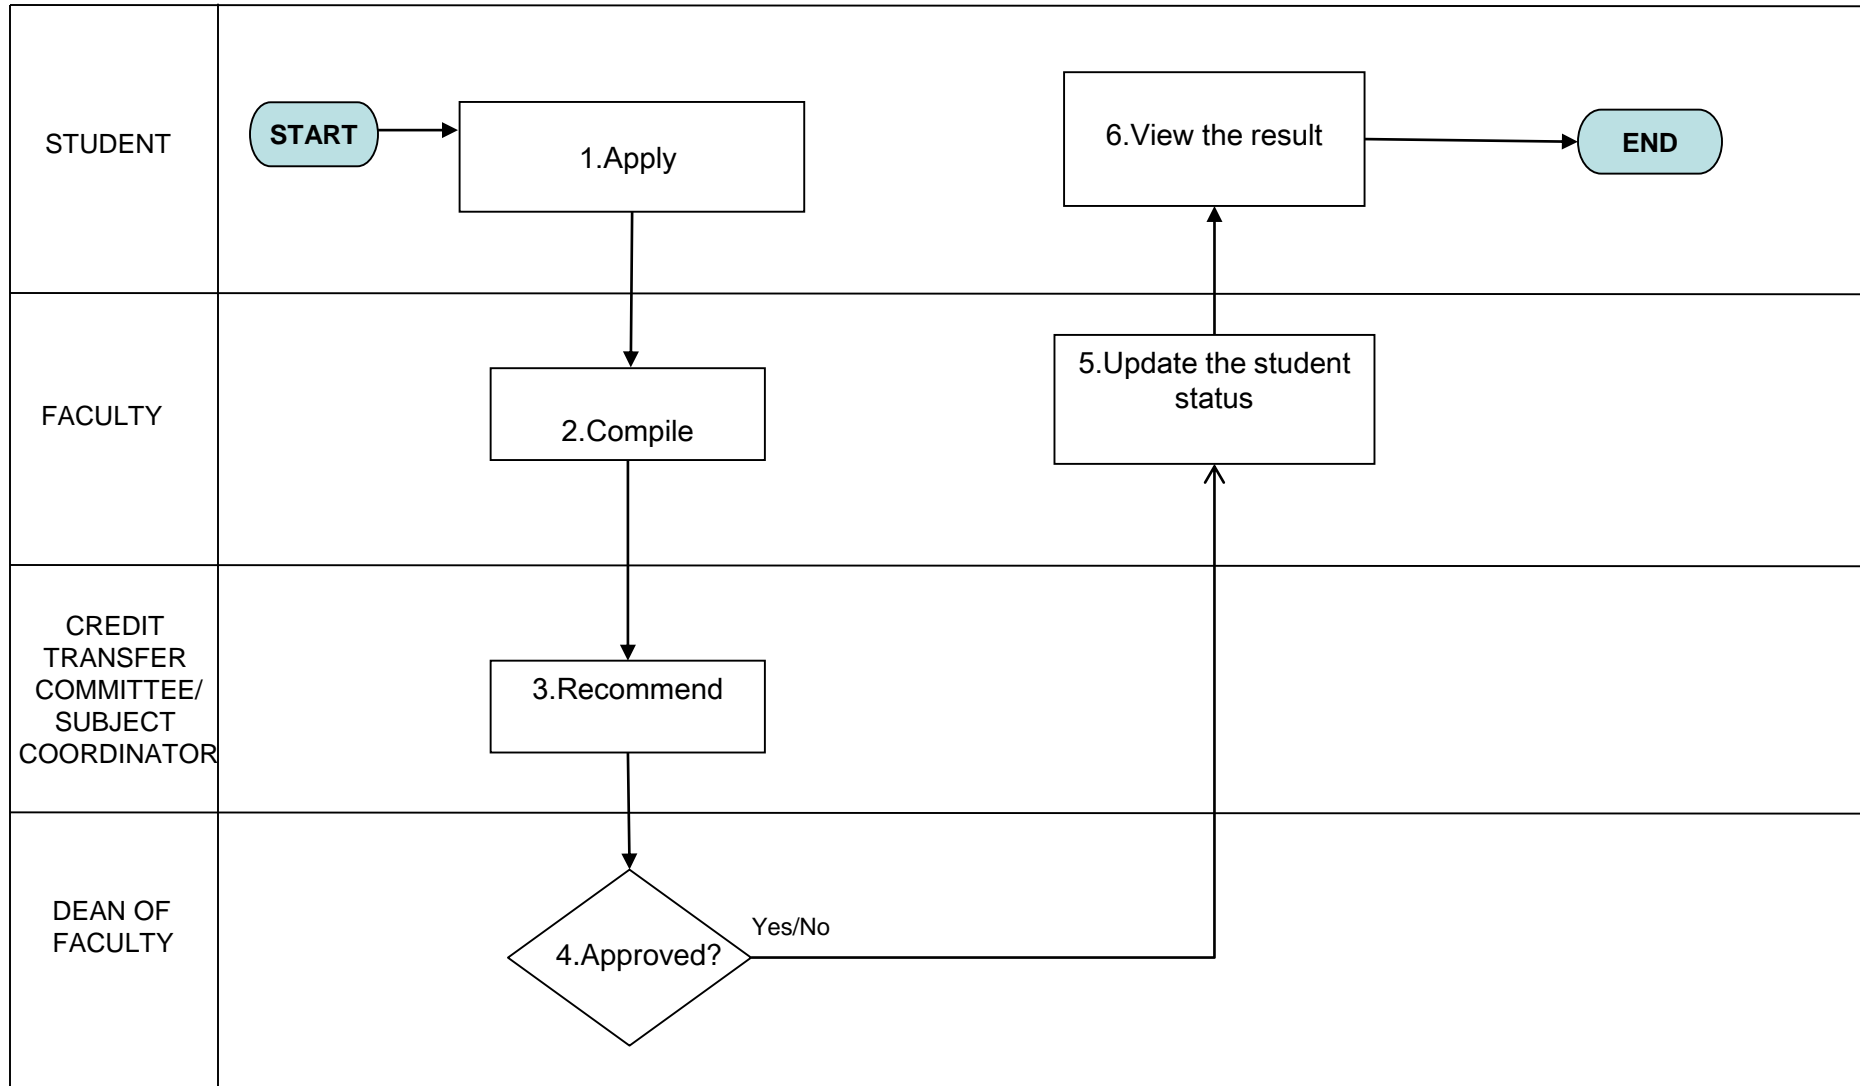 STUDENT
START
1.Apply
6.View the result
END
FACULTY
2.Compile
5.Update the student
status
CREDIT
TRANSFER
COMMITTEE/
SUBJECT
COORDINATOR
3.Recommend
DEAN OF
FACULTY
4.Approved?
Yes/No